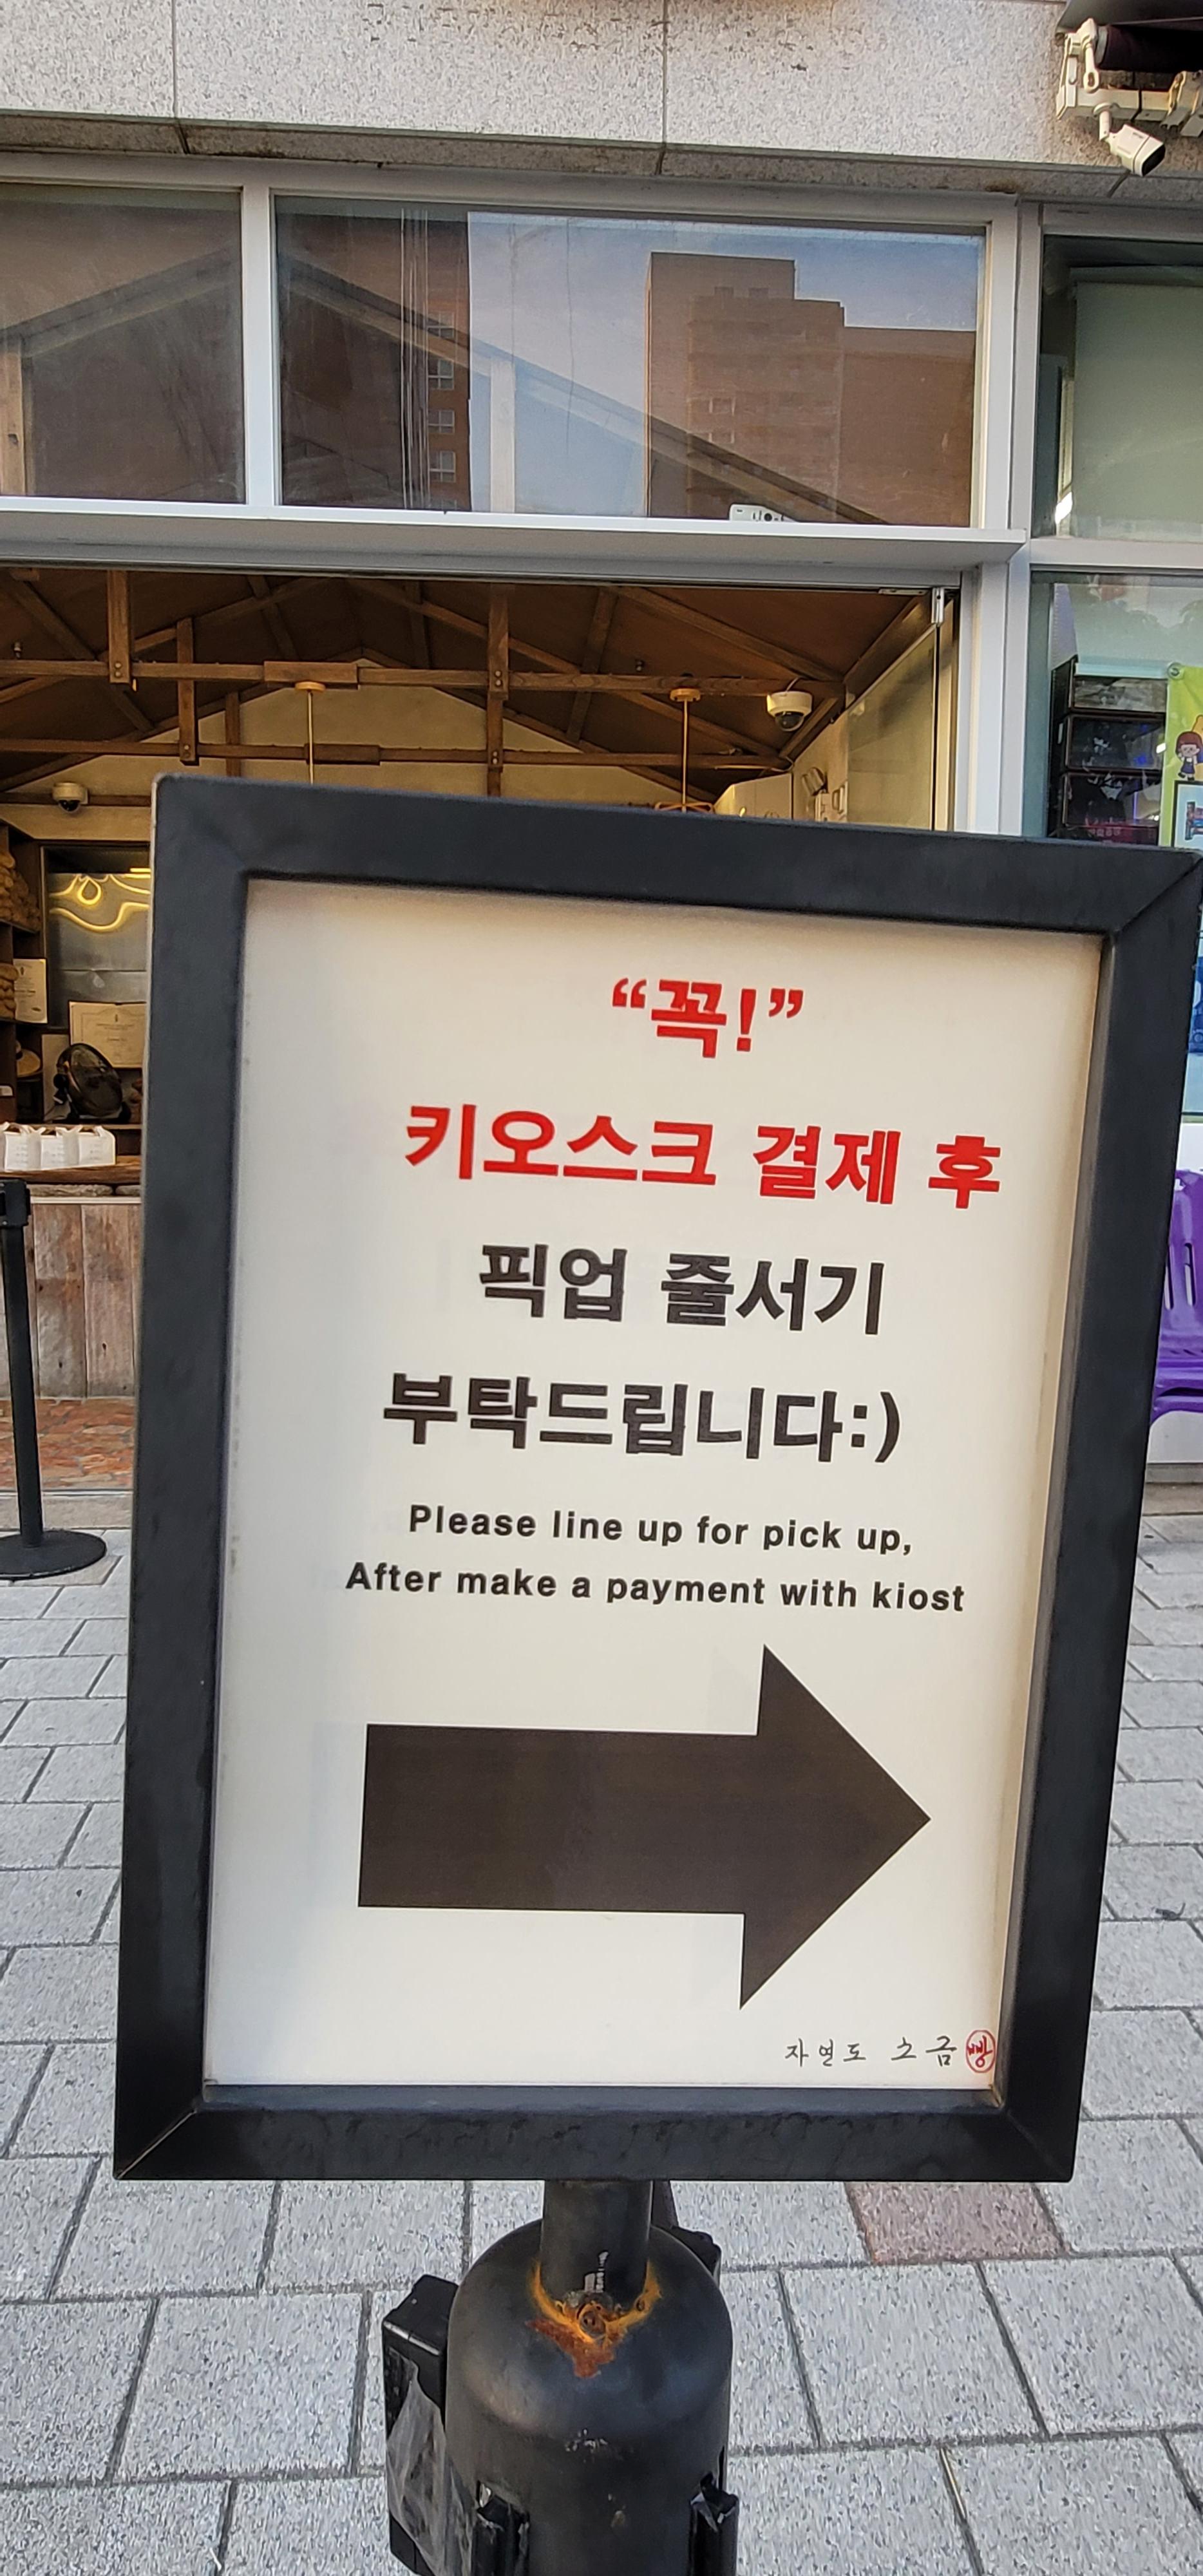 “꼭!”
키오스크 결제 후
픽업 줄서기
부탁드립니다:)
Please line up for pick up,
After make a payment with kiost
자연도 소금빵